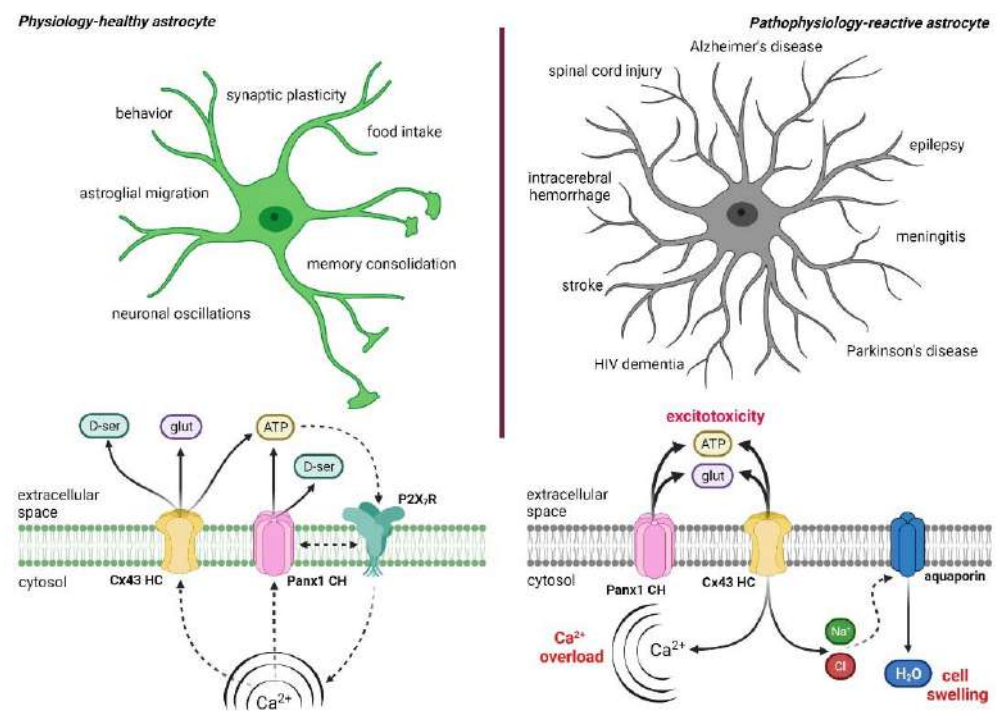 Physiology-healthy astrocyte
behavior
synaptic plasticity
food intake
astroglial migration
memory consolidation
neuronal oscillations
D-ser
glut
ATP
D-ser
P2X₇R
extracellular
space
cytosol
Cx43 HC
Panx1 CH
Ca²⁺
Pathophysiology-reactive astrocyte
Alzheimer's disease
spinal cord injury
epilepsy
intracerebral
hemorrhage
meningitis
stroke
HIV dementia
Parkinson's disease
excitotoxicity
ATP
glut
extracellular
space
cytosol
Panx1 CH
Cx43 HC
aquaporin
Ca²⁺
overload
Ca²⁺
Na⁺
Cl
H₂O
cell
swelling